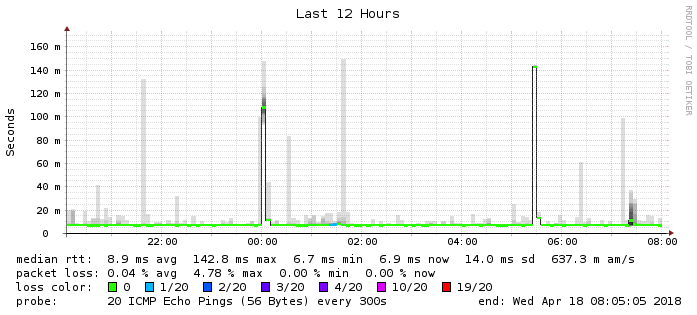 Last 12 Hours
RRDTOOL / TOBI OETIKER
Seconds
160 m
140 m
120 m
100 m
80 m
60 m
40 m
20 m
0
22:00 00:00 02:00 04:00 06:00 08:00
median rtt: 8.9 ms avg 142.8 ms max 6.7 ms min 6.9 ms now 14.0 ms sd 637.3 m am/s
packet loss: 0.04 % avg 4.78 % max 0.00 % min 0.00 % now
loss color: 0 1/20 2/20 3/20 4/20 10/20 19/20
probe: 20 ICMP Echo Pings (56 Bytes) every 300s end: Wed Apr 18 08:05:05 2018